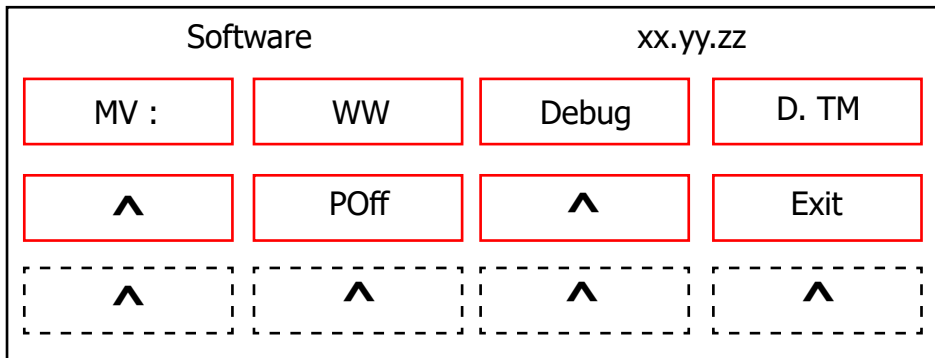 Software xx.yy.zz
MV : WW Debug D. TM
^ POff ^ Exit
^ ^ ^ ^